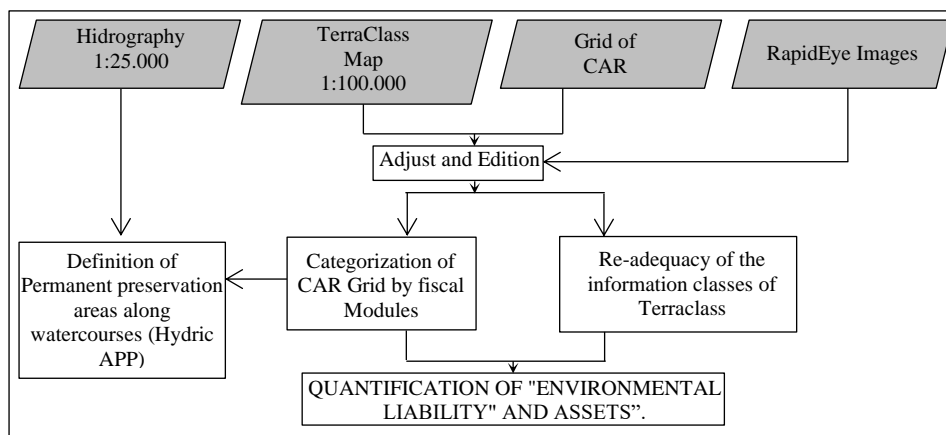 Hidrography
1:25.000
TerraClass
Map
1:100.000
Grid of
CAR
RapidEye Images
Adjust and Edition
Definition of
Permanent preservation
areas along
watercourses (Hydric
APP)
Categorization of
CAR Grid by fiscal
Modules
Re-adequacy of the
information classes of
Terraclass
QUANTIFICATION OF "ENVIRONMENTAL
LIABILITY" AND ASSETS”.